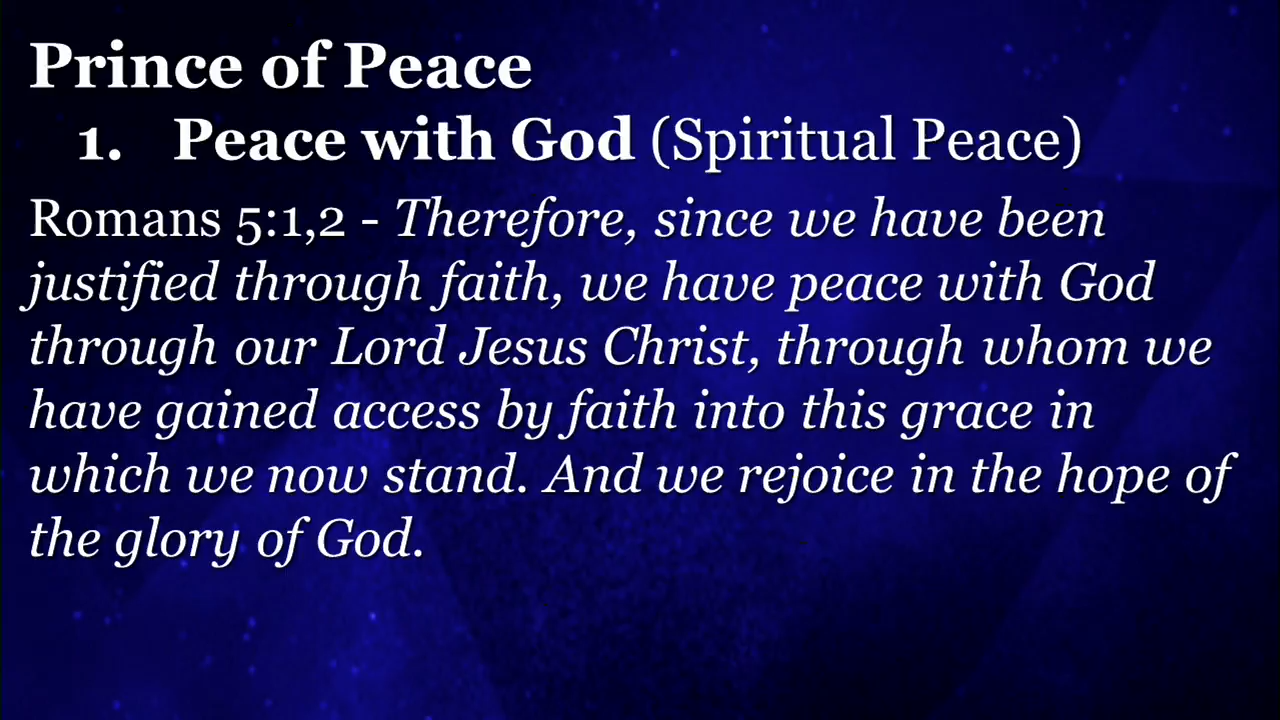 Prince of Peace
1. Peace with God (Spiritual Peace)
Romans 5:1,2 - Therefore, since we have been
justified through faith, we have peace with God
through our Lord Jesus Christ, through whom we
have gained access by faith into this grace in
which we now stand. And we rejoice in the hope of
the glory of God.